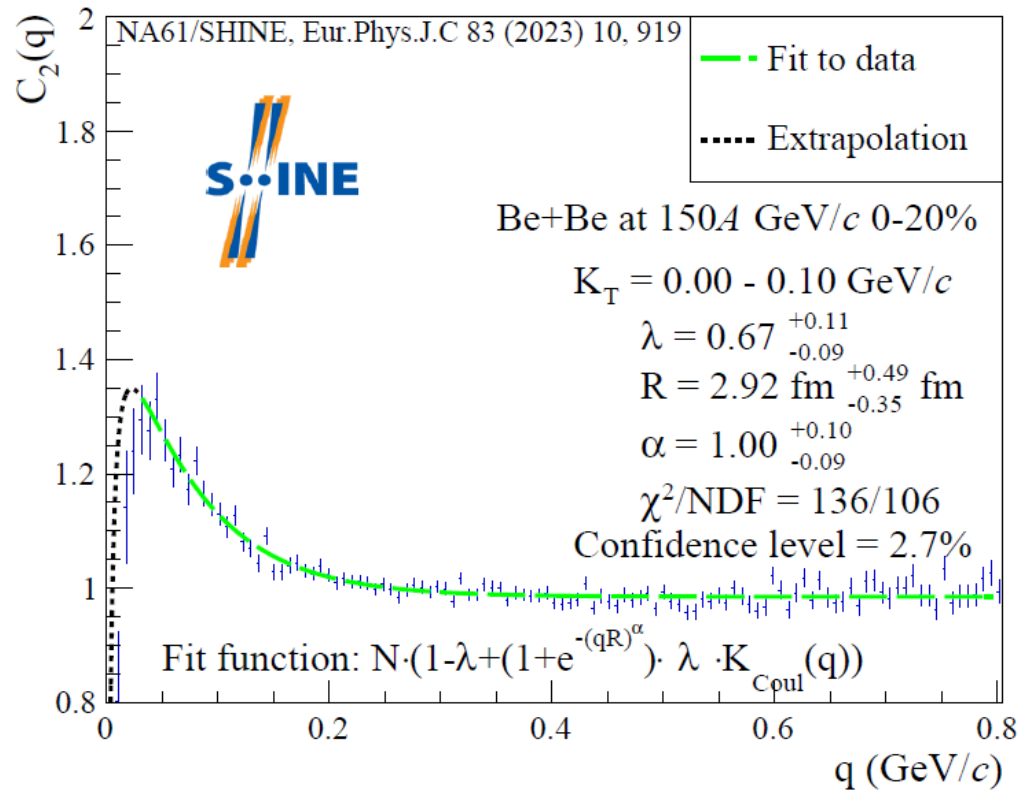 C₂(q)
NA61/SHINE, Eur.Phys.J.C 83 (2023) 10, 919
Fit to data
Extrapolation
S••INE
Be+Be at 150A GeV/c 0-20%
K_T = 0.00 - 0.10 GeV/c
λ = 0.67 +0.11 -0.09
R = 2.92 fm +0.49 -0.35 fm
α = 1.00 +0.10 -0.09
χ²/NDF = 136/106
Confidence level = 2.7%
Fit function: N·(1-λ+(1+e^{-(qR)^α})· λ ·K_Coul(q))
2
1.8
1.6
1.4
1.2
1
0.8
0 0.2 0.4 0.6 0.8
q (GeV/c)